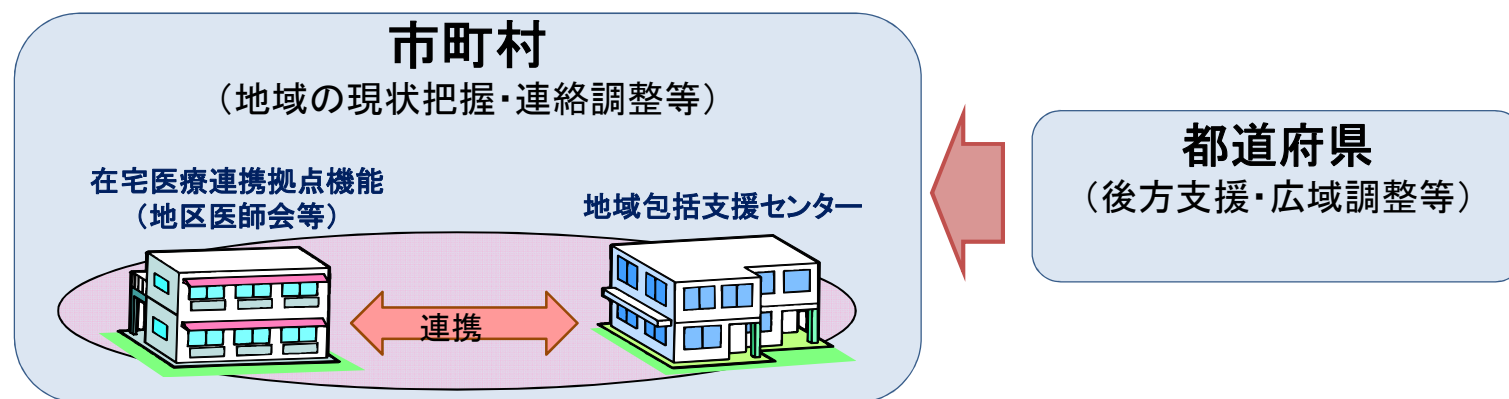 市町村
（地域の現状把握・連絡調整等）
在宅医療連携拠点機能
（地区医師会等）
地域包括支援センター
連携
都道府県
（後方支援・広域調整等）